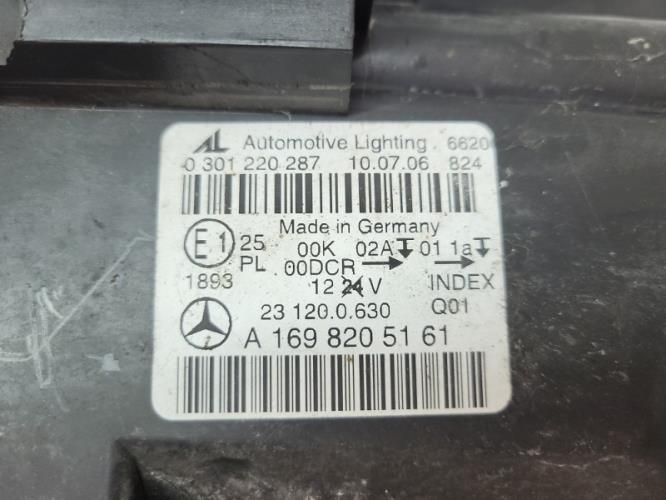 AL Automotive Lighting . 6620
0 301 220 287 10.07.06 824
Made in Germany
E1 25 00K 02A 01 1a
PL 00DCR →
1893 12 24 V INDEX
23 120.0.630 Q01
A 169 820 51 61